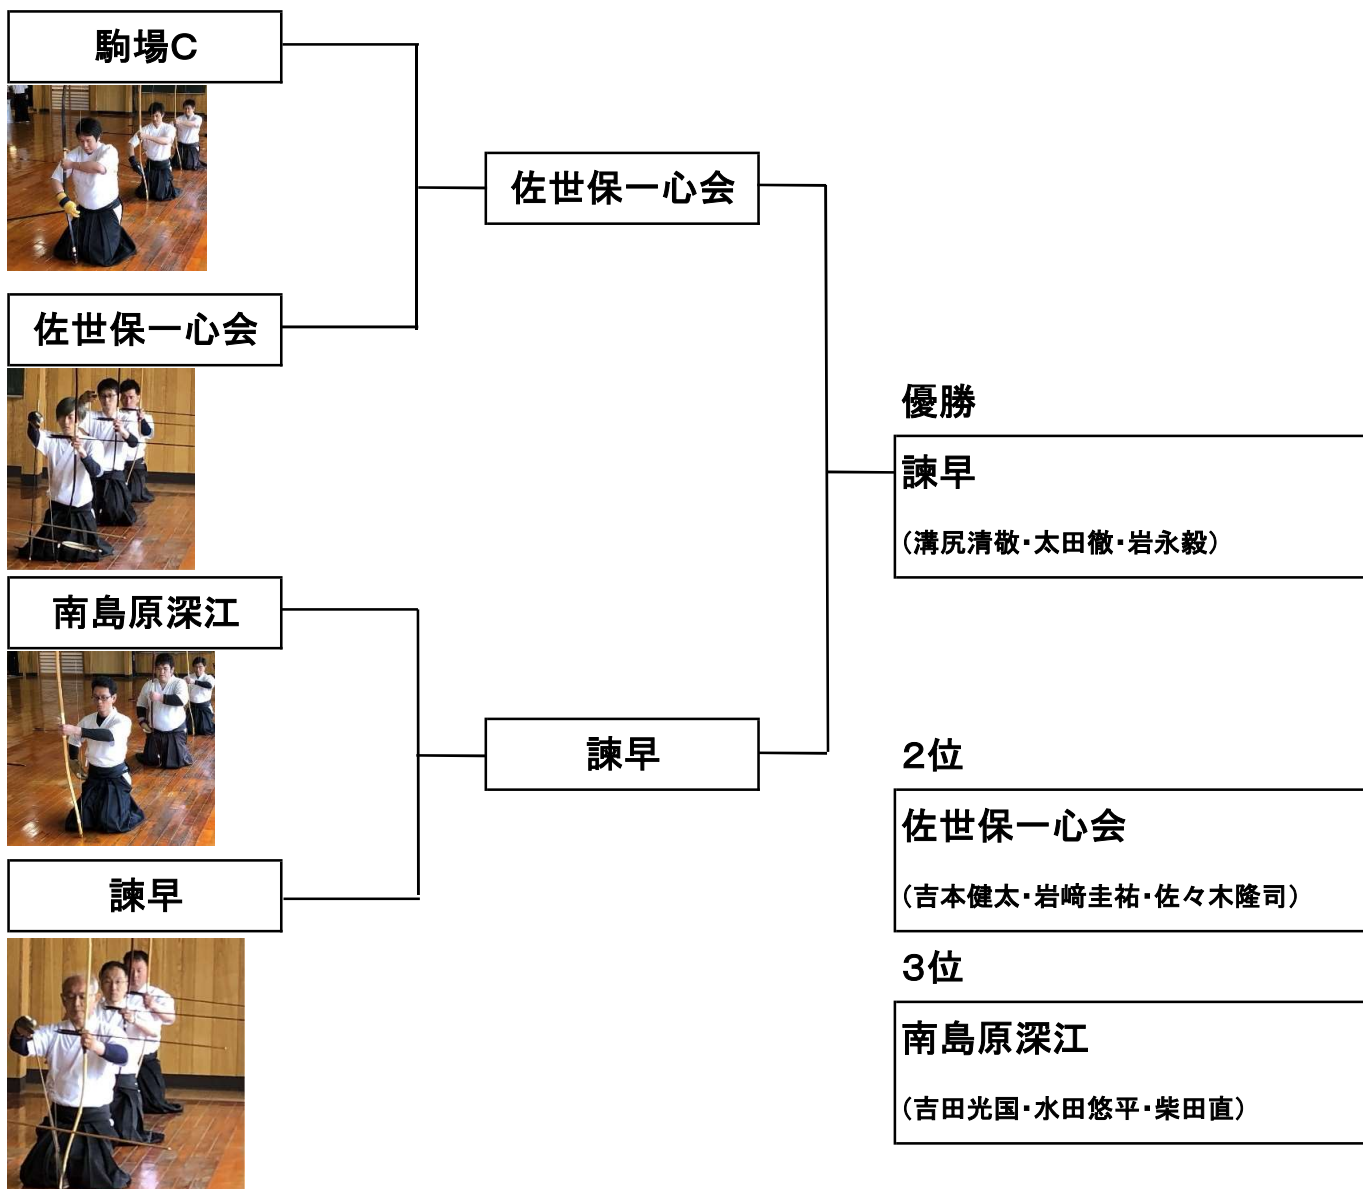 駒場C
佐世保一心会
佐世保一心会
優勝
諫早
（溝尻清敬・太田徹・岩永毅）
南島原深江
諫早
２位
佐世保一心会
（吉本健太・岩﨑圭祐・佐々木隆司）
諫早
３位
南島原深江
（吉田光国・水田悠平・柴田直）